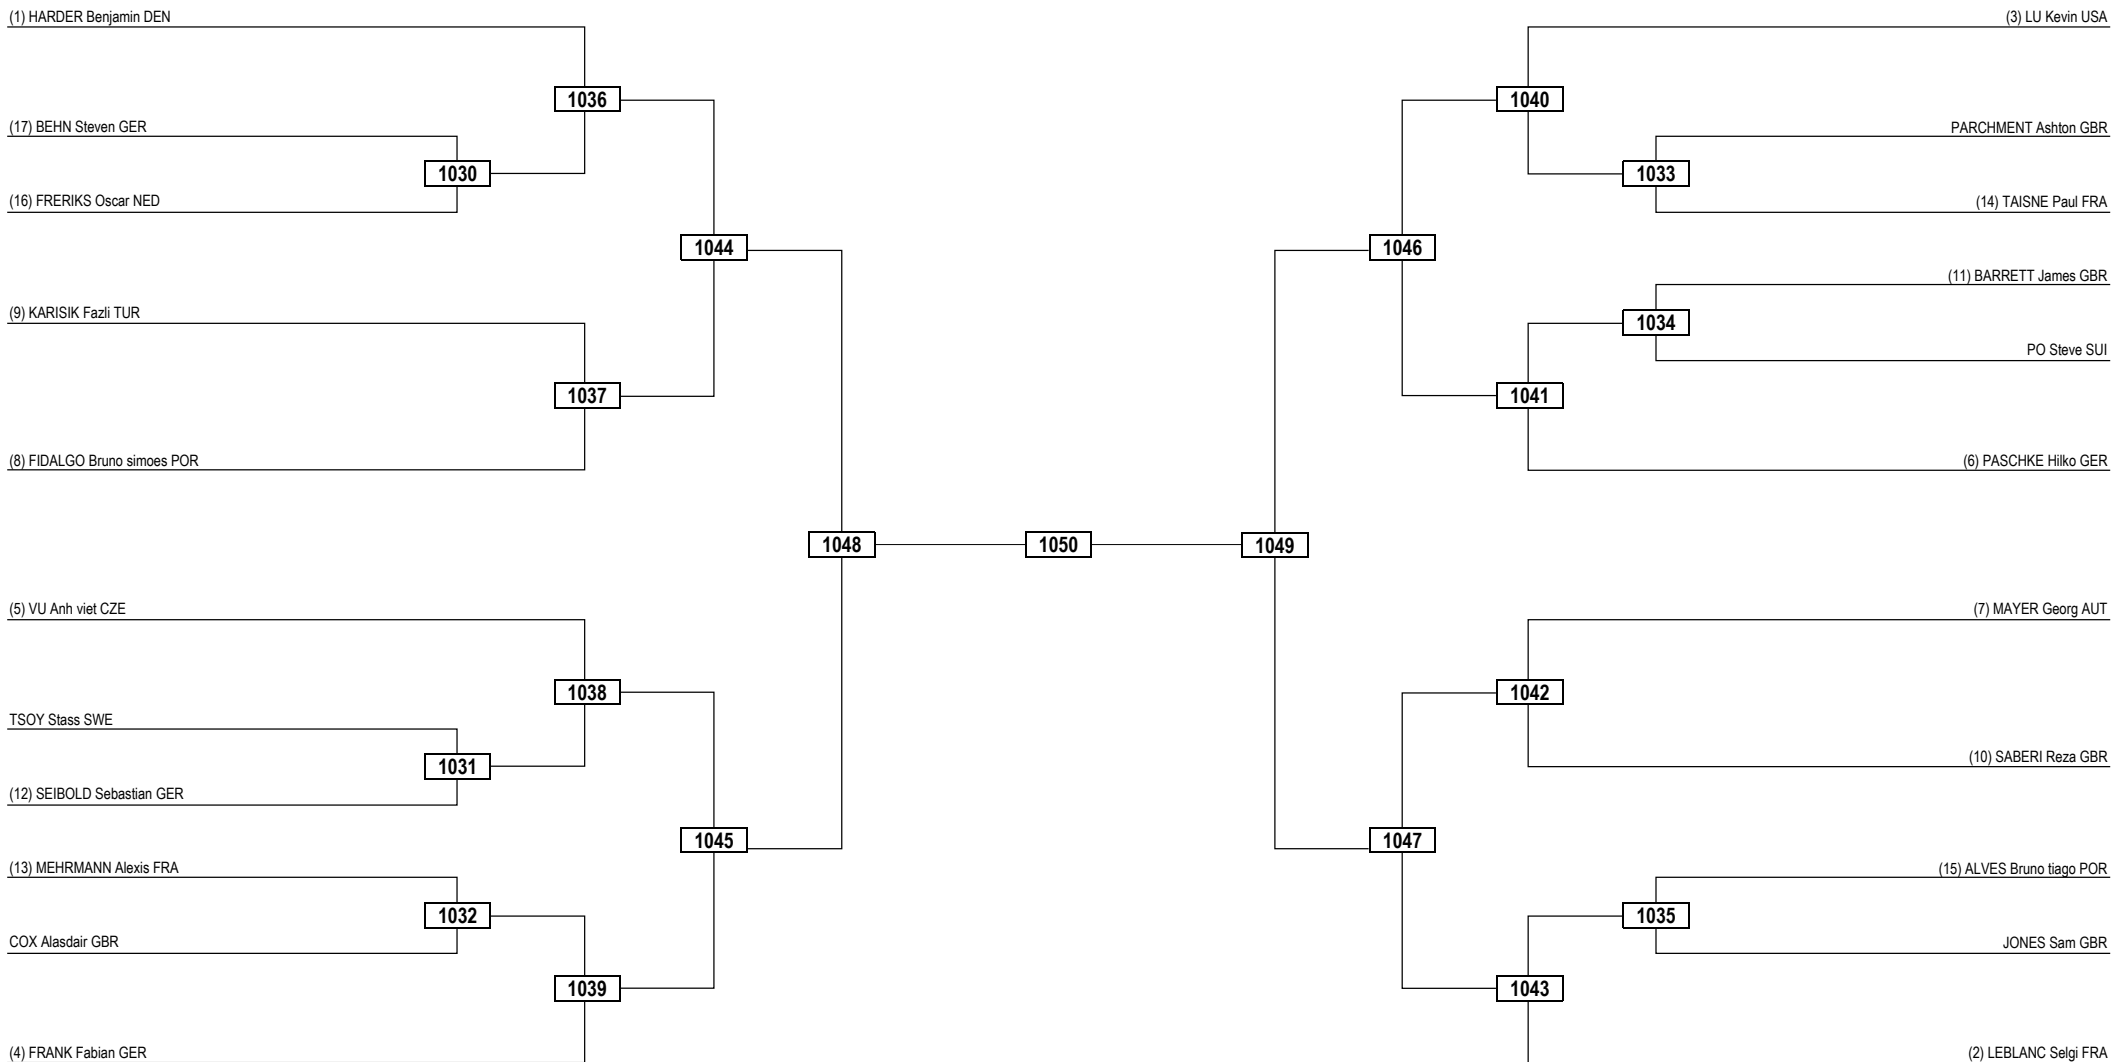 (1) HARDER Benjamin DEN
(3) LU Kevin USA
1036
1040
(17) BEHN Steven GER
PARCHMENT Ashton GBR
1030
1033
(16) FRERIKS Oscar NED
(14) TAISNE Paul FRA
1044
1046
(11) BARRETT James GBR
(9) KARISIK Fazli TUR
1034
PO Steve SUI
1037
1041
(8) FIDALGO Bruno simoes POR
(6) PASCHKE Hilko GER
1048
1050
1049
(5) VU Anh viet CZE
(7) MAYER Georg AUT
1038
1042
TSOY Stass SWE
1031
(10) SABERI Reza GBR
(12) SEIBOLD Sebastian GER
1045
1047
(13) MEHRMANN Alexis FRA
(15) ALVES Bruno tiago POR
1032
1035
COX Alasdair GBR
JONES Sam GBR
1039
1043
(4) FRANK Fabian GER
(2) LEBLANC Selgi FRA